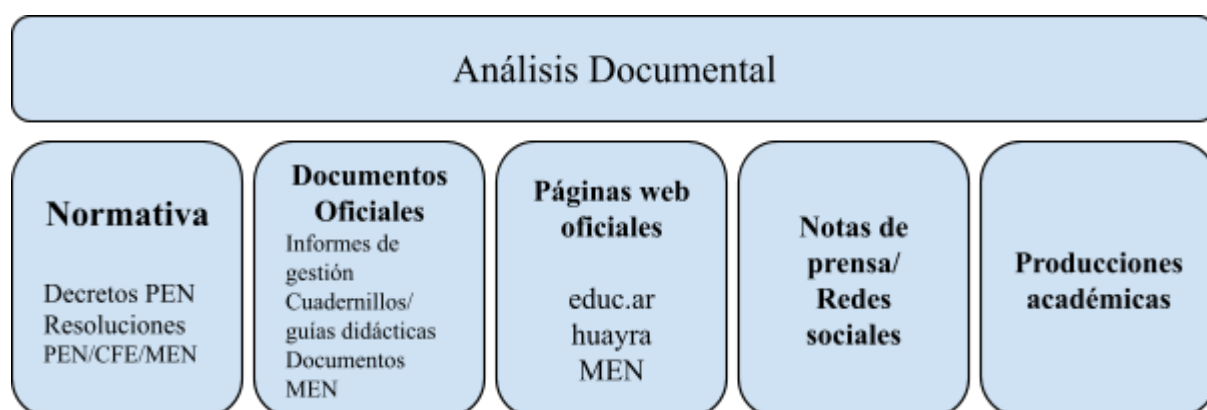 Análisis Documental
Normativa
Decretos PEN
Resoluciones
PEN/CFE/MEN
Documentos
Oficiales
Informes de
gestión
Cuadernillos/
guías didácticas
Documentos
MEN
Páginas web
oficiales
educ.ar
huayra
MEN
Notas de
prensa/
Redes
sociales
Producciones
académicas